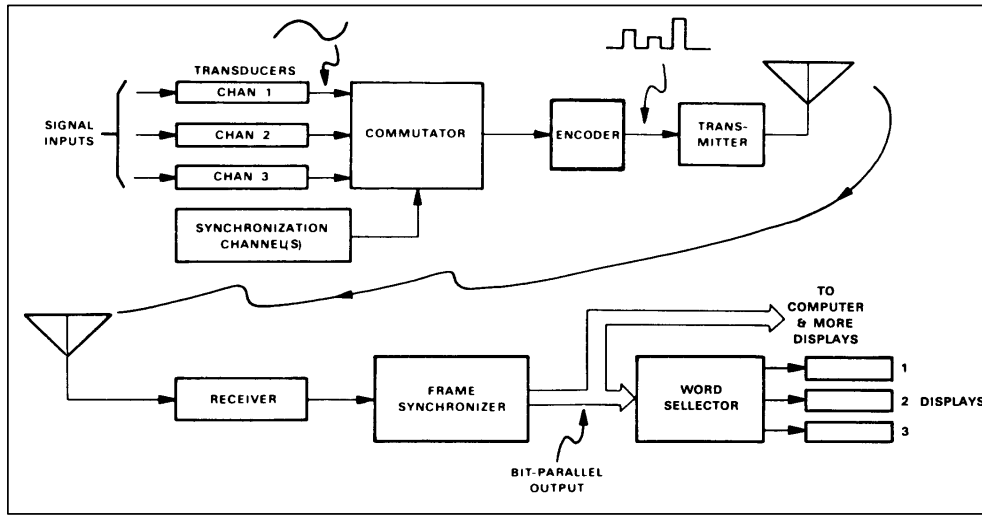 TRANSDUCERS
SIGNAL
INPUTS
CHAN 1
CHAN 2
CHAN 3
SYNCHRONIZATION
CHANNEL(S)
COMMUTATOR
ENCODER
TRANS-
MITTER
RECEIVER
FRAME
SYNCHRONIZER
BIT-PARALLEL
OUTPUT
TO
COMPUTER
& MORE
DISPLAYS
WORD
SELLECTOR
1
2 DISPLAYS
3